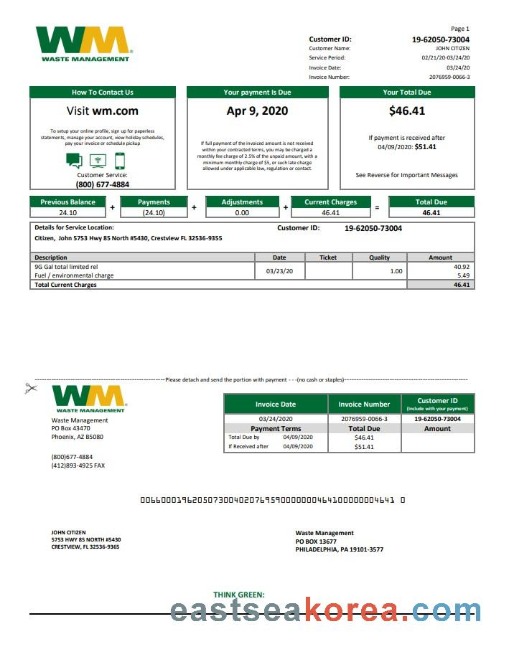 Page 1
WM
WASTE MANAGEMENT
Customer ID: 19-62050-73004
Customer Name: JOHN CITIZEN
Service Period: 02/21/20-03/24/20
Invoice Date: 03/24/20
Invoice Number: 2076959-0066-3
How To Contact Us
Visit wm.com
To setup your online profile, sign up for paperless
statements, manage your account, view holiday schedules,
pay your invoice or schedule pickup
Customer Service:
(800) 677-4884
Your payment Is Due
Apr 9, 2020
If full payment of the invoiced amount is not received
within your contracted terms, you may be charged a
monthly fee charge of 2.5% of the unpaid amount, with a
minimum monthly charge of $5, or such late charge
allowed under applicable law, regulation or contract.
Your Total Due
$46.41
If payment is received after
04/09/2020: $51.41
See Reverse for Important Messages
Previous Balance + Payments + Adjustments + Current Charges = Total Due
24.10 (24.10) 0.00 46.41 46.41
Details for Service Location: Customer ID: 19-62050-73004
Citizen, John 5753 Hwy 85 North #5430, Crestview FL 32536-9355
Description Date Ticket Quality Amount
9G Gal total limited rel 03/23/20 1.00 40.92
Fuel / environmental charge 5.49
Total Current Charges 46.41
Please detach and send the portion with payment - - -(no cash or staples)
WM
WASTE MANAGEMENT
Waste Management
PO Box 43470
Phoenix, AZ B5080
(800)677-4884
(412)893-4925 FAX
Invoice Date Invoice Number Customer ID
(include with your payment)
03/24/2020 2076959-0066-3 19-62050-73004
Payment Terms Total Due Amount
Total Due by 04/09/2020 $46.41
If Received after 04/09/2020 $51.41
JOHN CITIZEN
5753 HWY 85 NORTH #5430
CRESTVIEW, FL 32536-9365
Waste Management
PO BOX 13677
PHILADELPHIA, PA 19101-3577
THINK GREEN:
eastseakorea.com